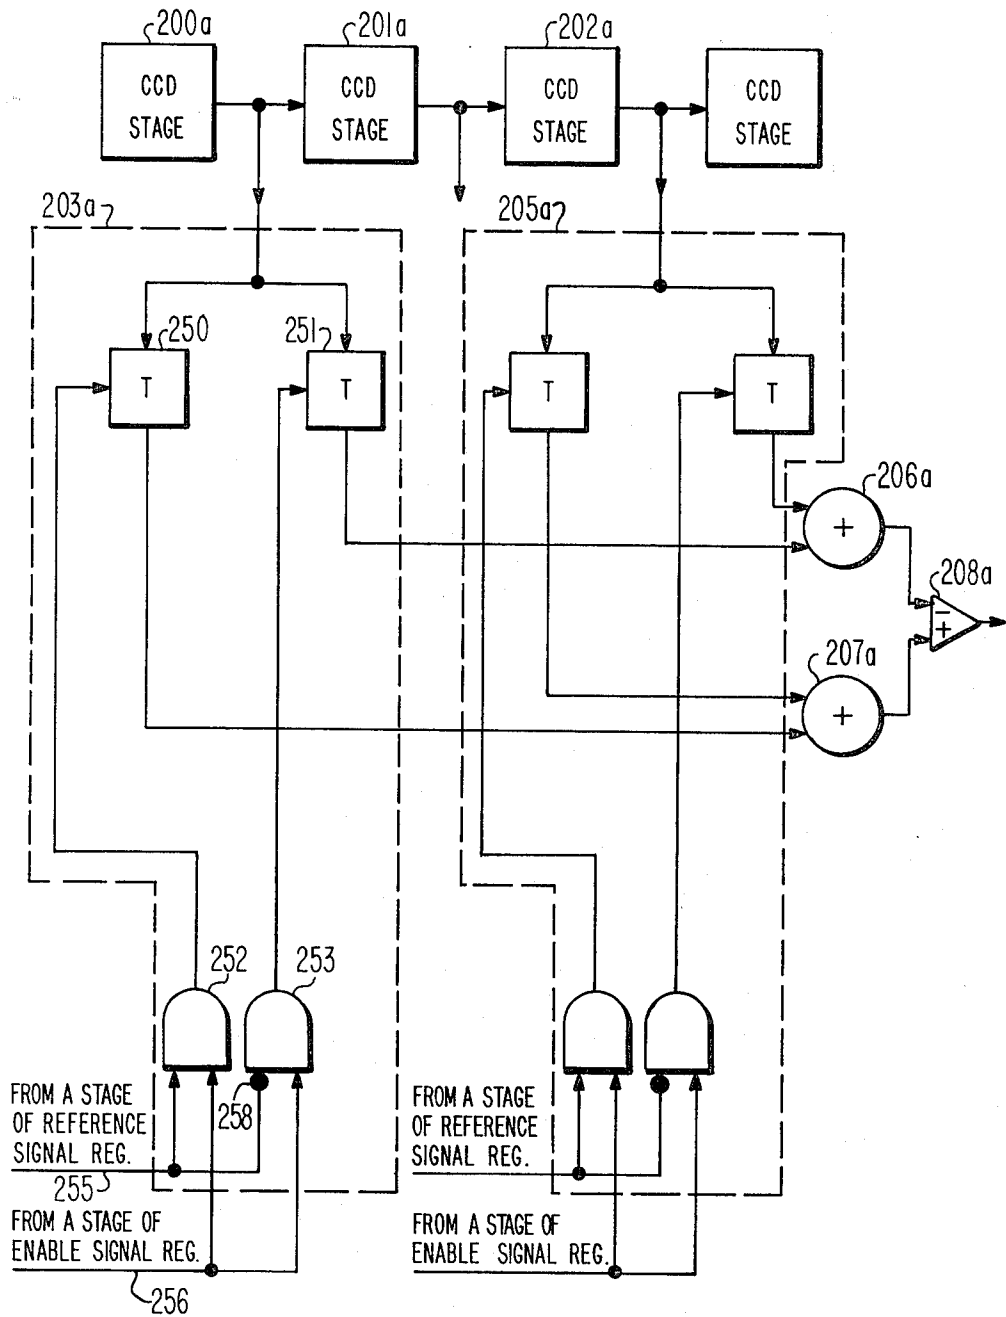 200a
201a
202a
CCD
STAGE
CCD
STAGE
CCD
STAGE
CCD
STAGE
203a
205a
250
251
T
T
T
T
206a
+
208a
−
+
207a
+
252
253
258
FROM A STAGE
OF REFERENCE
SIGNAL REG.
255
FROM A STAGE OF
ENABLE SIGNAL REG.
256
FROM A STAGE
OF REFERENCE
SIGNAL REG.
FROM A STAGE OF
ENABLE SIGNAL REG.